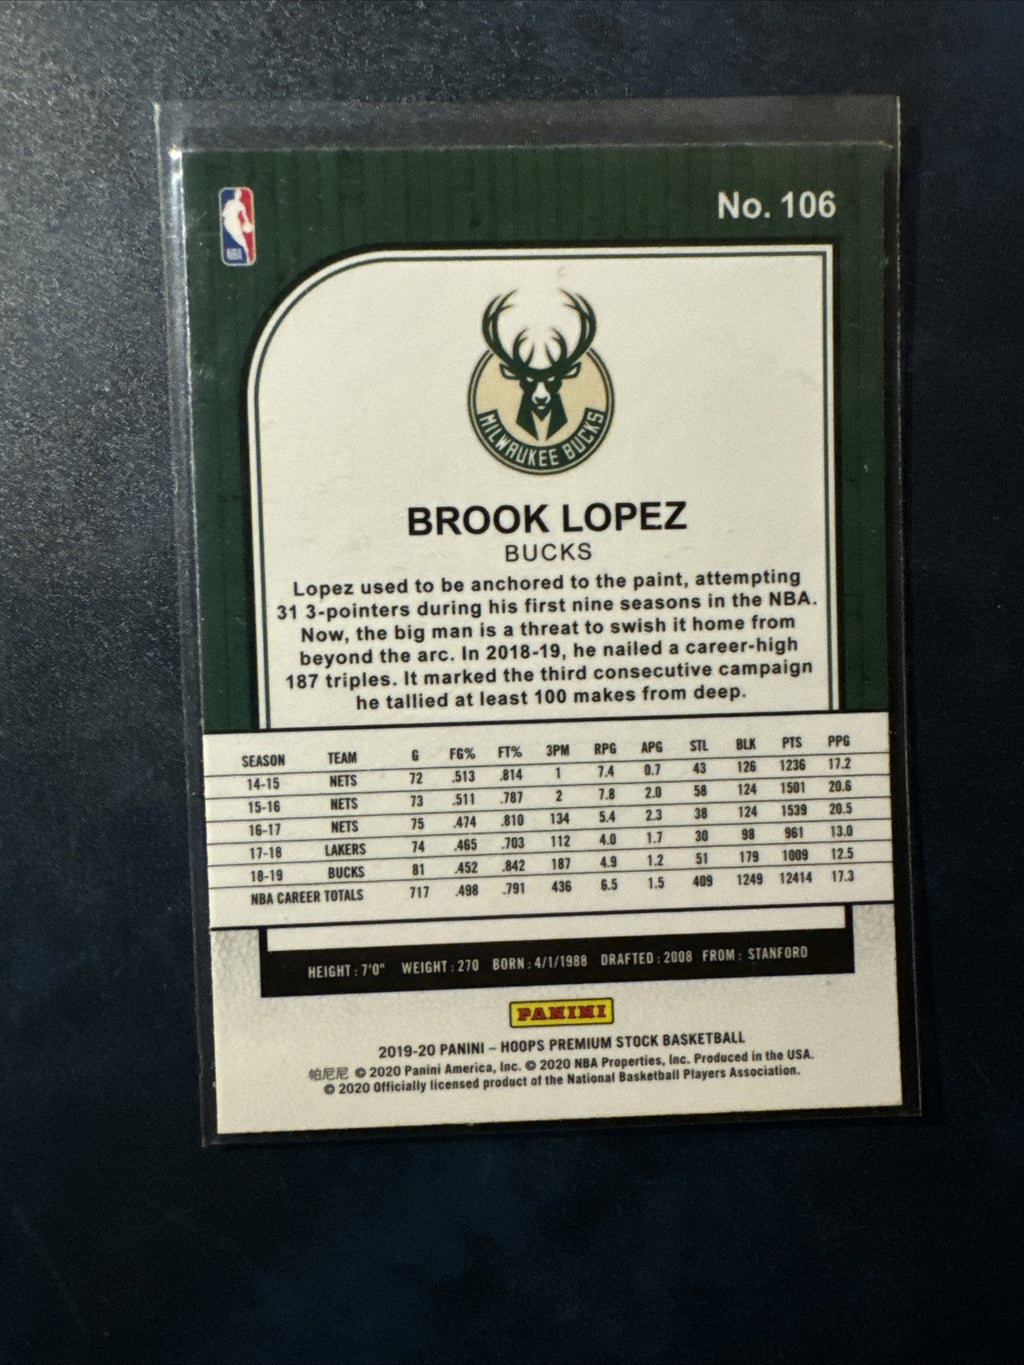 No. 106
NBA
MILWAUKEE BUCKS
BROOK LOPEZ
BUCKS
Lopez used to be anchored to the paint, attempting
31 3-pointers during his first nine seasons in the NBA.
Now, the big man is a threat to swish it home from
beyond the arc. In 2018-19, he nailed a career-high
187 triples. It marked the third consecutive campaign
he tallied at least 100 makes from deep.
SEASON TEAM G FG% FT% 3PM RPG APG STL BLK PTS PPG
14-15 NETS 72 .513 .814 1 7.4 0.7 43 126 1236 17.2
15-16 NETS 73 .511 .787 2 7.8 2.0 58 124 1501 20.6
16-17 NETS 75 .474 .810 134 5.4 2.3 38 124 1539 20.5
17-18 LAKERS 74 .465 .703 112 4.0 1.7 30 98 961 13.0
18-19 BUCKS 81 .452 .842 187 4.9 1.2 51 179 1009 12.5
NBA CAREER TOTALS 717 .498 .791 436 6.5 1.5 409 1249 12414 17.3
HEIGHT : 7'0" WEIGHT : 270 BORN : 4/1/1988 DRAFTED : 2008 FROM : STANFORD
PANINI
2019-20 PANINI – HOOPS PREMIUM STOCK BASKETBALL
帕尼尼 © 2020 Panini America, Inc. © 2020 NBA Properties, Inc. Produced in the USA.
© 2020 Officially licensed product of the National Basketball Players Association.